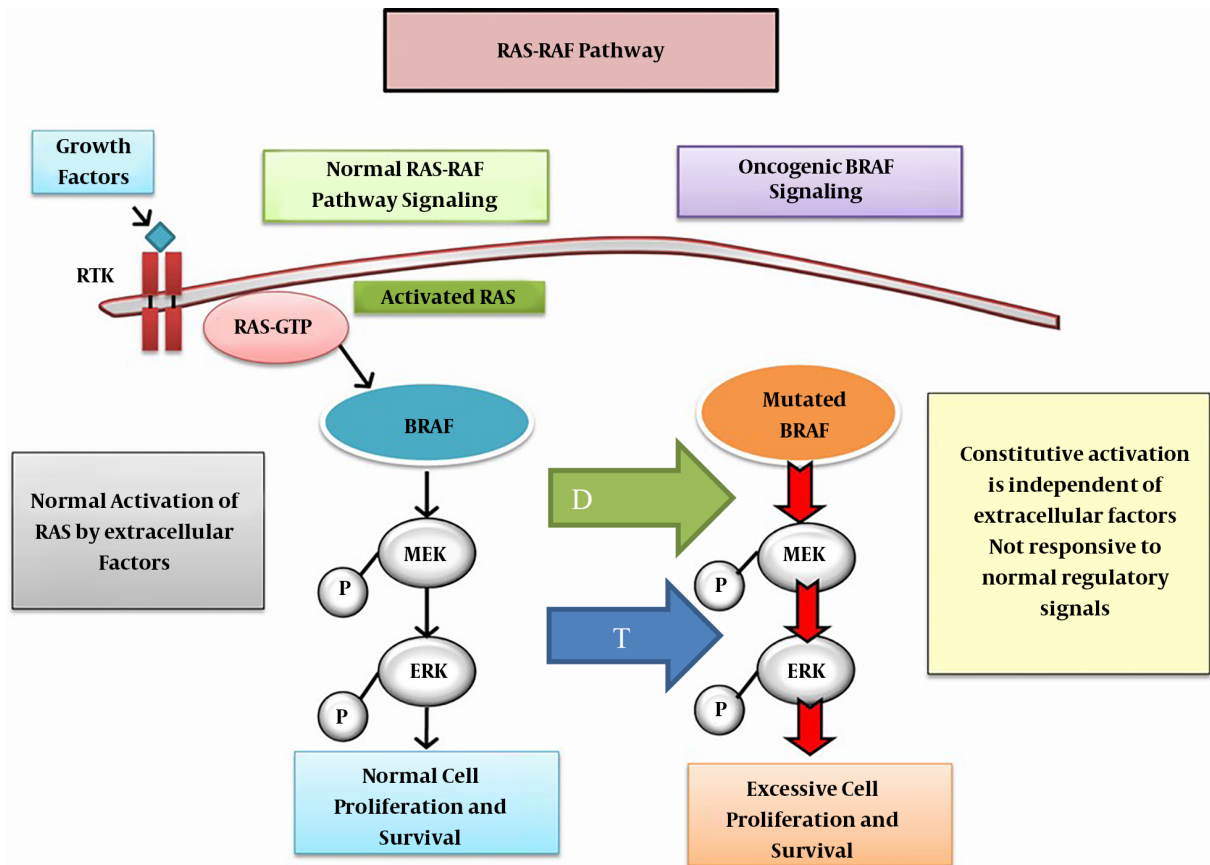 RAS-RAF Pathway
Growth
Factors
Normal RAS-RAF
Pathway Signaling
Oncogenic BRAF
Signaling
RTK
Activated RAS
RAS-GTP
BRAF
Mutated
BRAF
Normal Activation of
RAS by extracellular
Factors
Constitutive activation
is independent of
extracellular factors
Not responsive to
normal regulatory
signals
D
MEK
P
MEK
P
T
ERK
P
ERK
P
Normal Cell
Proliferation and
Survival
Excessive Cell
Proliferation and
Survival